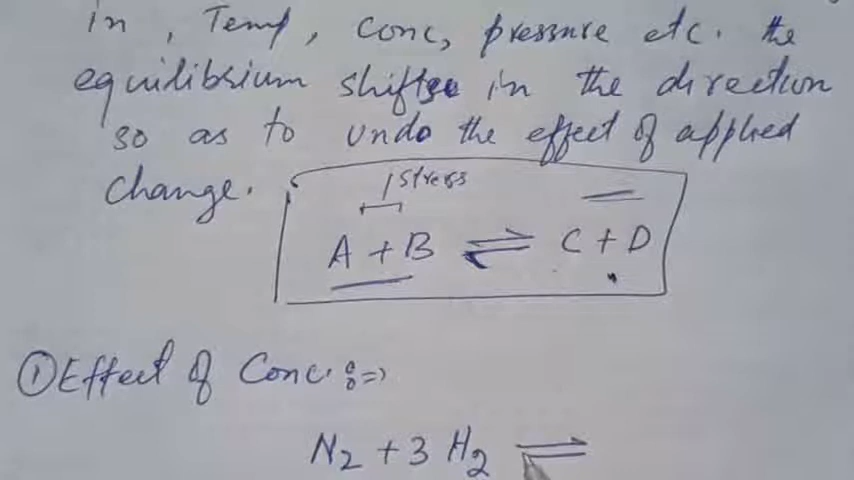 in, Temp, Conc, pressure etc. the
equilibrium shifts in the direction
so as to undo the effect of applied
change.
Stress
A + B ⇌ C + D
① Effect of Conc. :⇒
N₂ + 3 H₂ ⇌